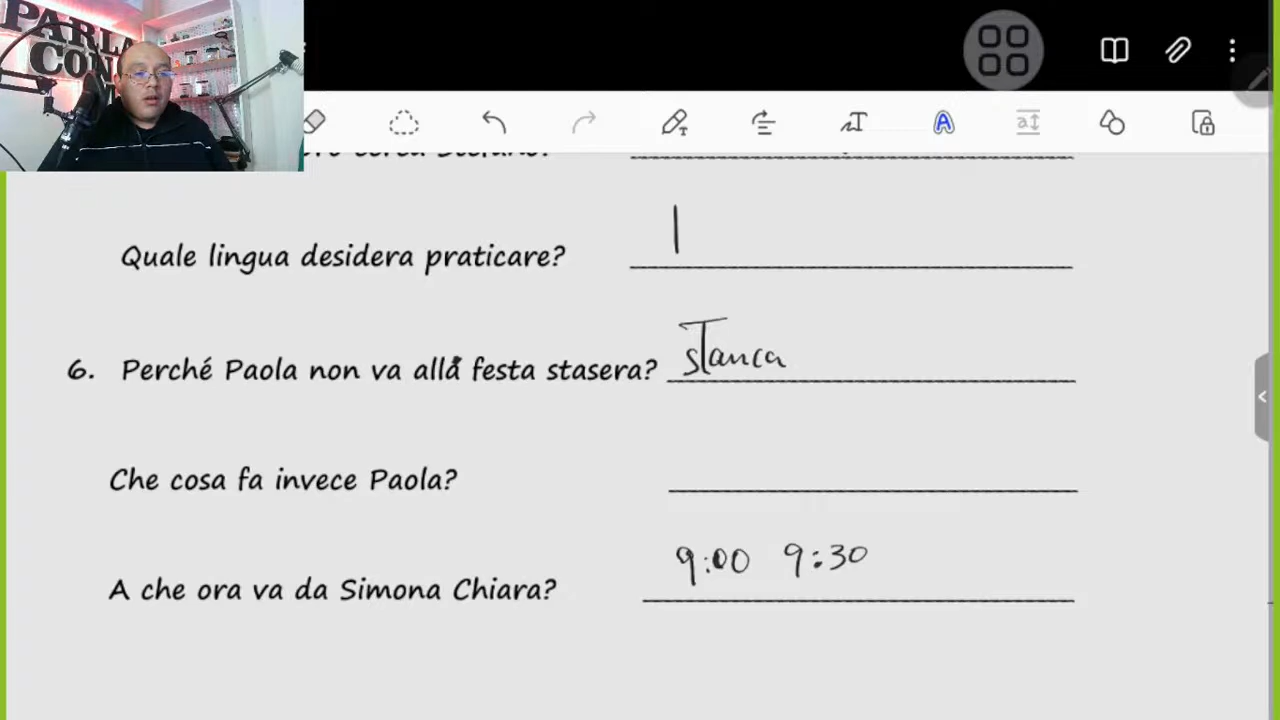 PARLA
CON
Quale lingua desidera praticare? I
6. Perché Paola non va alla festa stasera? stanca
Che cosa fa invece Paola?
A che ora va da Simona Chiara? 9:00 9:30